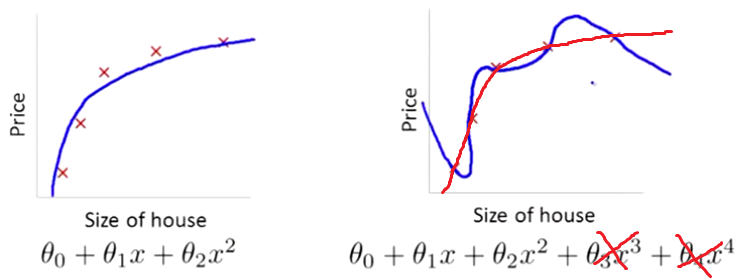 Price
Size of house
θ₀ + θ₁x + θ₂x²
Price
Size of house
θ₀ + θ₁x + θ₂x² + θ₃x³ + θ₄x⁴